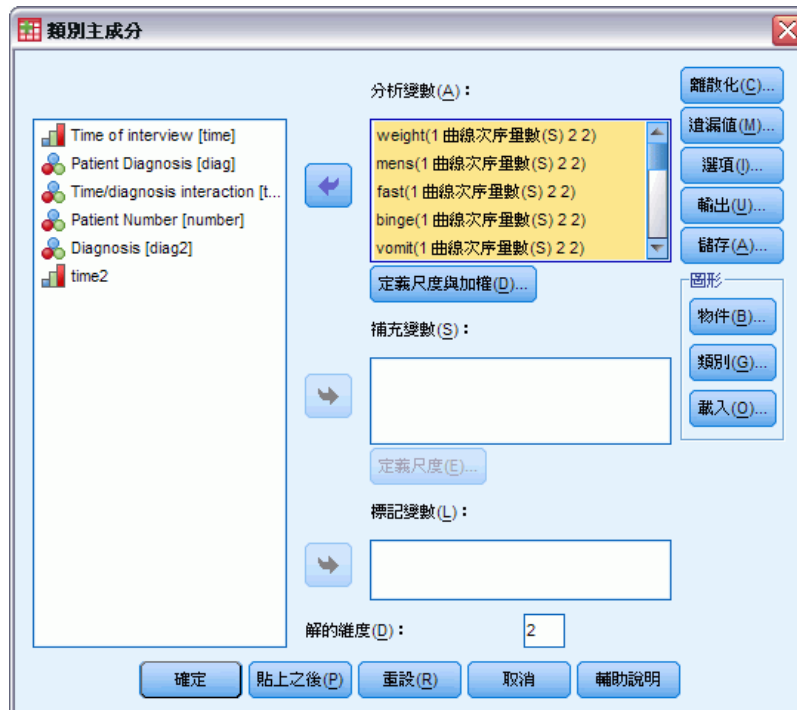 類別主成分
分析變數(A)：
Time of interview [time]
Patient Diagnosis [diag]
Time/diagnosis interaction [t...
Patient Number [number]
Diagnosis [diag2]
time2
weight(1 曲線次序量數(S) 2 2)
mens(1 曲線次序量數(S) 2 2)
fast(1 曲線次序量數(S) 2 2)
binge(1 曲線次序量數(S) 2 2)
vomit(1 曲線次序量數(S) 2 2)
定義尺度與加權(D)...
補充變數(S)：
定義尺度(E)...
標記變數(L)：
解的維度(D)：
2
離散化(C)...
遺漏值(M)...
選項(I)...
輸出(U)...
儲存(A)...
圖形
物件(B)...
類別(G)...
載入(O)...
確定
貼上之後(P)
重設(R)
取消
輔助說明